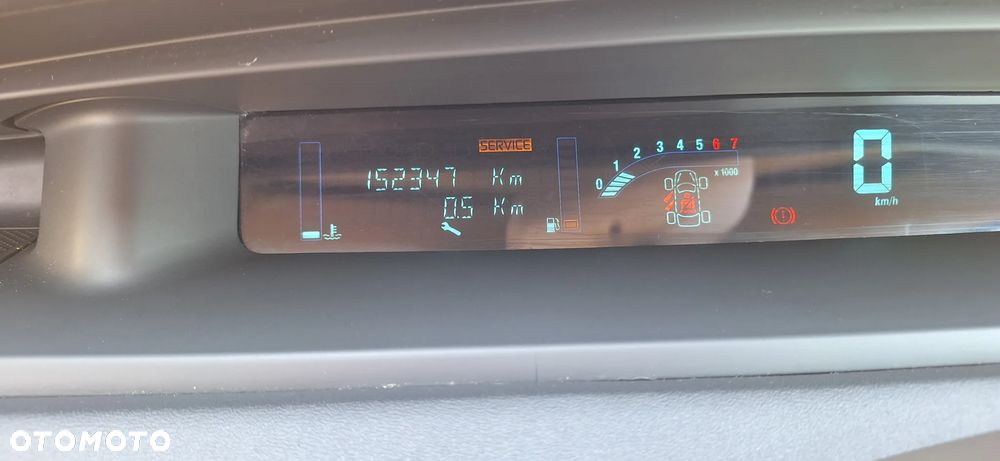 SERVICE
152347 Km
0.5 Km
0 1 2 3 4 5 6 7
x 1000
0
km/h
OTOMOTO